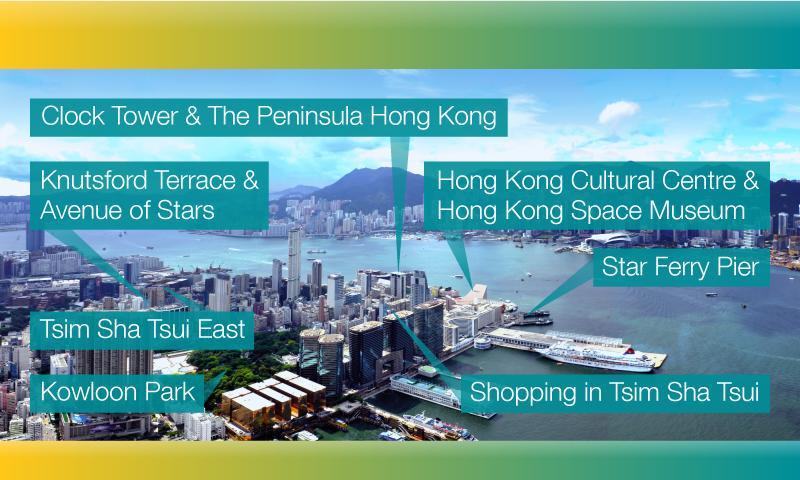 Clock Tower & The Peninsula Hong Kong
Knutsford Terrace &
Avenue of Stars
Hong Kong Cultural Centre &
Hong Kong Space Museum
Star Ferry Pier
Tsim Sha Tsui East
Kowloon Park
Shopping in Tsim Sha Tsui